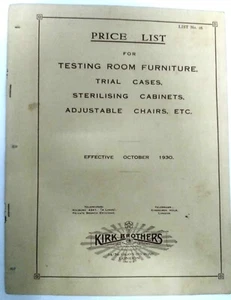 PRICE LIST
FOR
TESTING ROOM FURNITURE,
TRIAL CASES,
STERILISING CABINETS,
ADJUSTABLE CHAIRS, ETC.
EFFECTIVE OCTOBER 1930.
KIRK BROTHERS